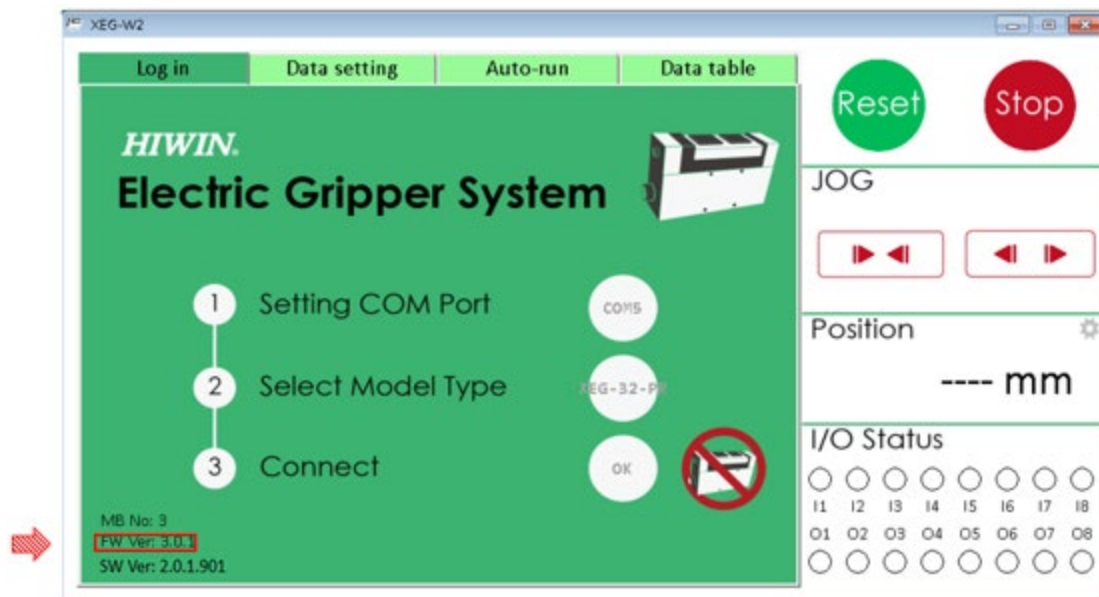 XEG-W2
Log in Data setting Auto-run Data table
HIWIN.
Electric Gripper System
1 Setting COM Port COM5
2 Select Model Type XEG-32-PR
3 Connect OK
MB No: 3
FW Ver: 3.0.1
SW Ver: 2.0.1.901
Reset Stop
JOG
Position
---- mm
I/O Status
I1 I2 I3 I4 I5 I6 I7 I8
O1 O2 O3 O4 O5 O6 O7 O8